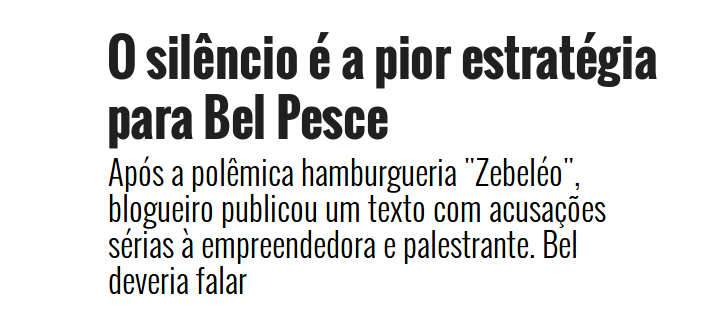 O silêncio é a pior estratégia
para Bel Pesce
Após a polêmica hamburgueria "Zebeléo",
blogueiro publicou um texto com acusações
sérias à empreendedora e palestrante. Bel
deveria falar